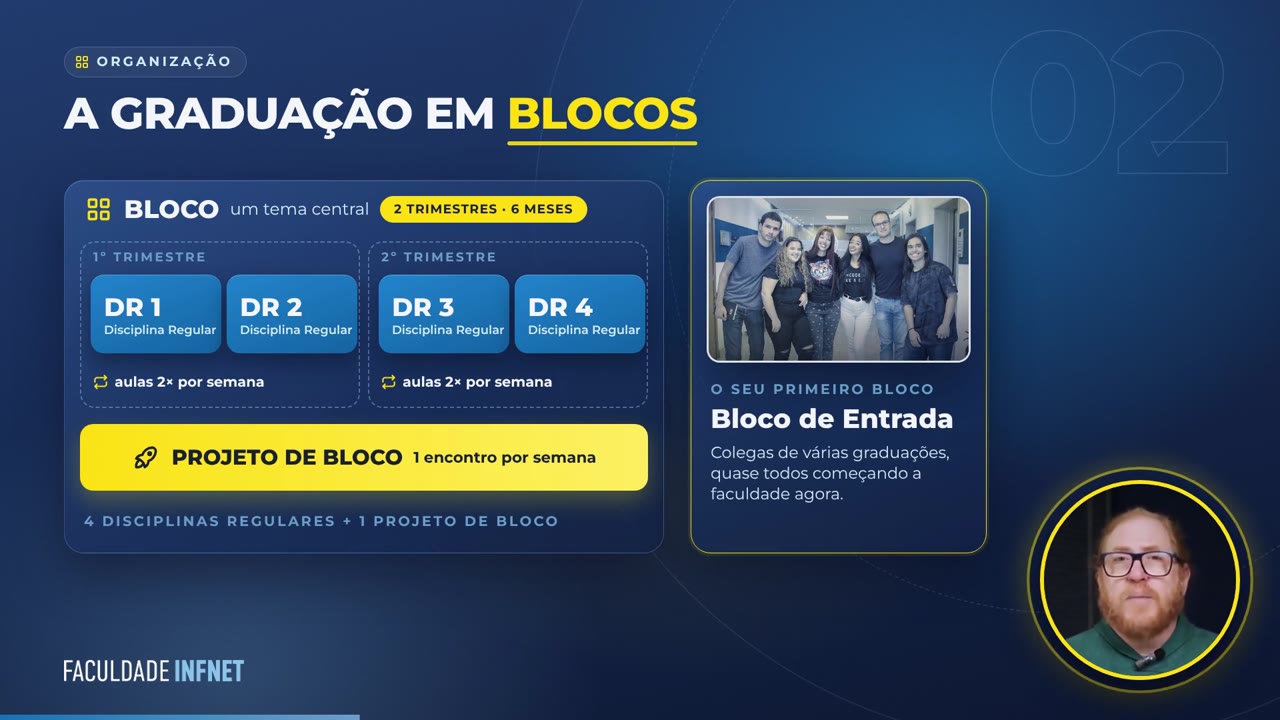 ORGANIZAÇÃO
02
A GRADUAÇÃO EM BLOCOS
BLOCO um tema central 2 TRIMESTRES · 6 MESES
1º TRIMESTRE
DR 1
Disciplina Regular
DR 2
Disciplina Regular
aulas 2× por semana
2º TRIMESTRE
DR 3
Disciplina Regular
DR 4
Disciplina Regular
aulas 2× por semana
PROJETO DE BLOCO 1 encontro por semana
4 DISCIPLINAS REGULARES + 1 PROJETO DE BLOCO
O SEU PRIMEIRO BLOCO
Bloco de Entrada
Colegas de várias graduações,
quase todos começando a
faculdade agora.
FACULDADE INFNET